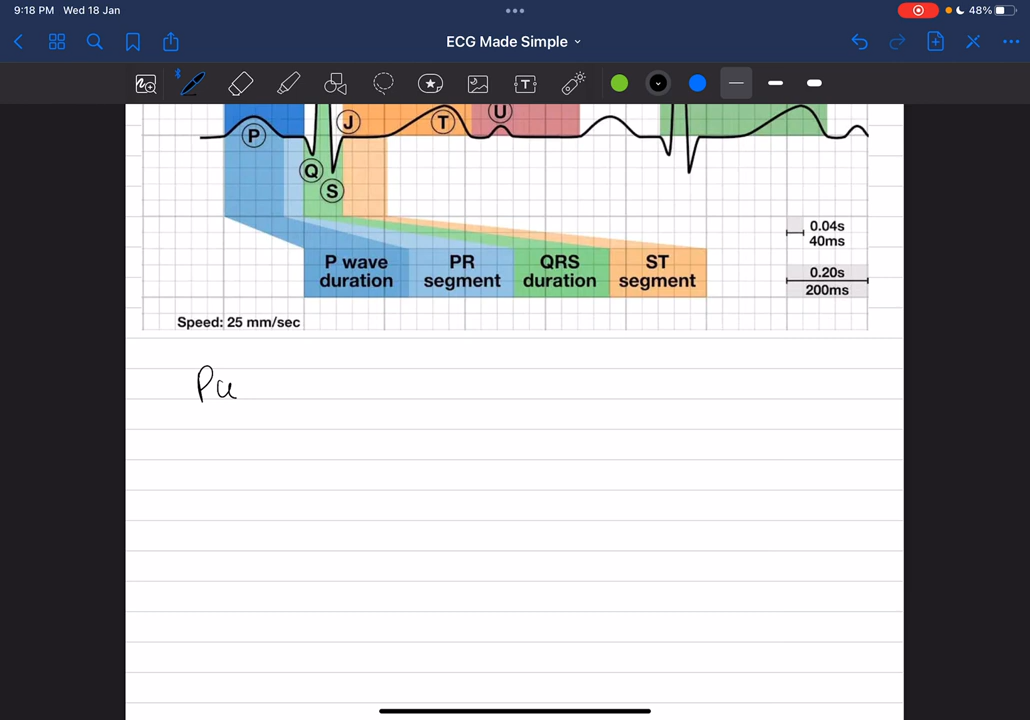 9:18 PM Wed 18 Jan
48%
ECG Made Simple
P
J
T
U
Q
S
0.04s
40ms
P wave
duration
PR
segment
QRS
duration
ST
segment
0.20s
200ms
Speed: 25 mm/sec